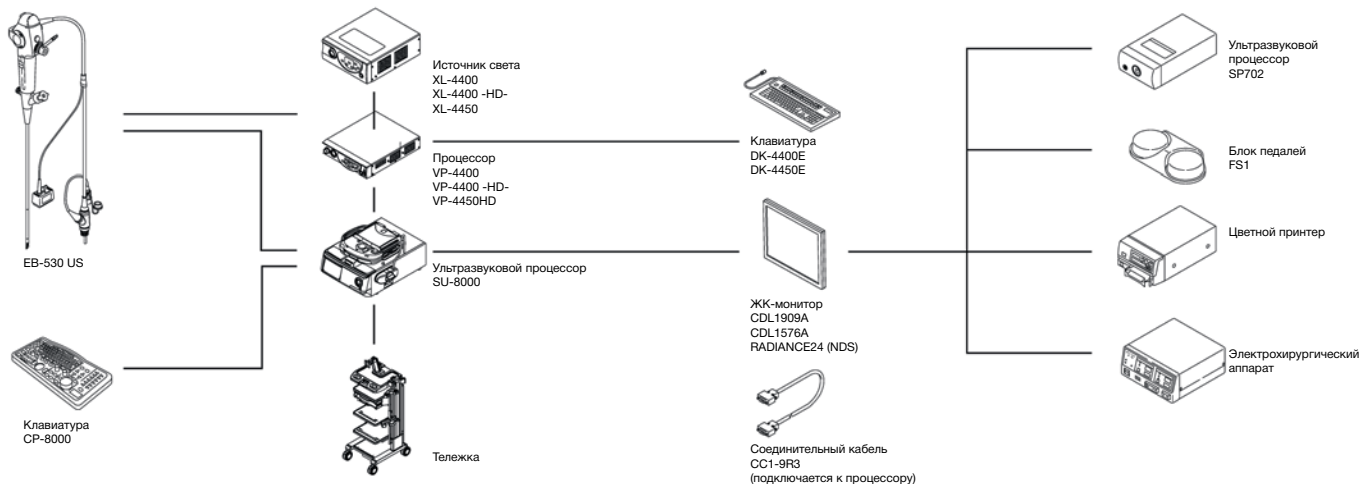 EB-530 US
Клавиатура
CP-8000
Источник света
XL-4400
XL-4400 -HD-
XL-4450
Процессор
VP-4400
VP-4400 -HD-
VP-4450HD
Ультразвуковой процессор
SU-8000
Тележка
Клавиатура
DK-4400E
DK-4450E
ЖК-монитор
CDL1909A
CDL1576A
RADIANCE24 (NDS)
Соединительный кабель
CC1-9R3
(подключается к процессору)
Ультразвуковой
процессор
SP702
Блок педалей
FS1
Цветной принтер
Электрохирургический
аппарат